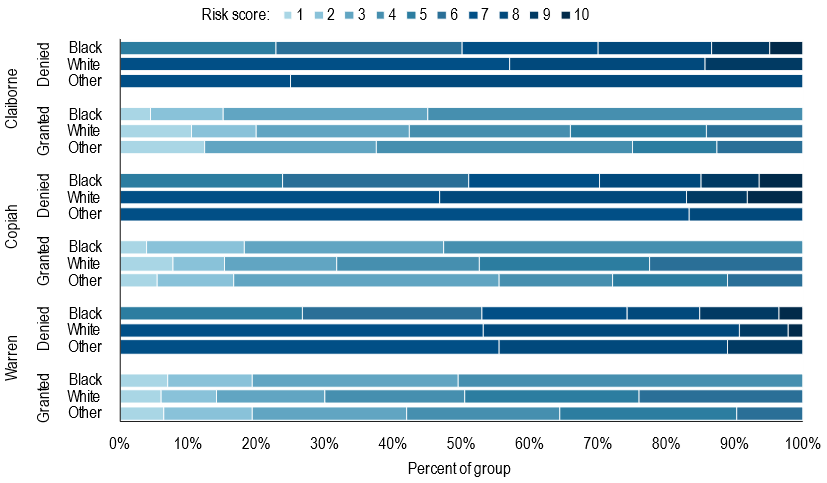 Risk score: 1 2 3 4 5 6 7 8 9 10
Claiborne
Denied
Black
White
Other
Granted
Black
White
Other
Copiah
Denied
Black
White
Other
Granted
Black
White
Other
Warren
Denied
Black
White
Other
Granted
Black
White
Other
0% 10% 20% 30% 40% 50% 60% 70% 80% 90% 100%
Percent of group